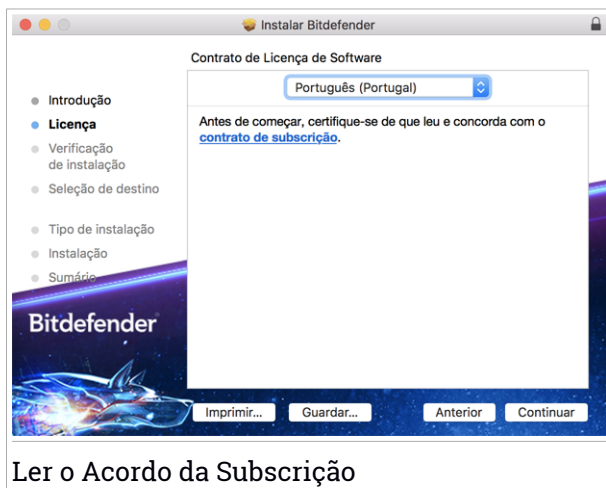 Instalar Bitdefender
Contrato de Licença de Software
Português (Portugal)
Introdução
Licença
Verificação
de instalação
Seleção de destino
Tipo de instalação
Instalação
Sumário
Antes de começar, certifique-se de que leu e concorda com o
contrato de subscrição.
Bitdefender
Imprimir...
Guardar...
Anterior
Continuar
Ler o Acordo da Subscrição